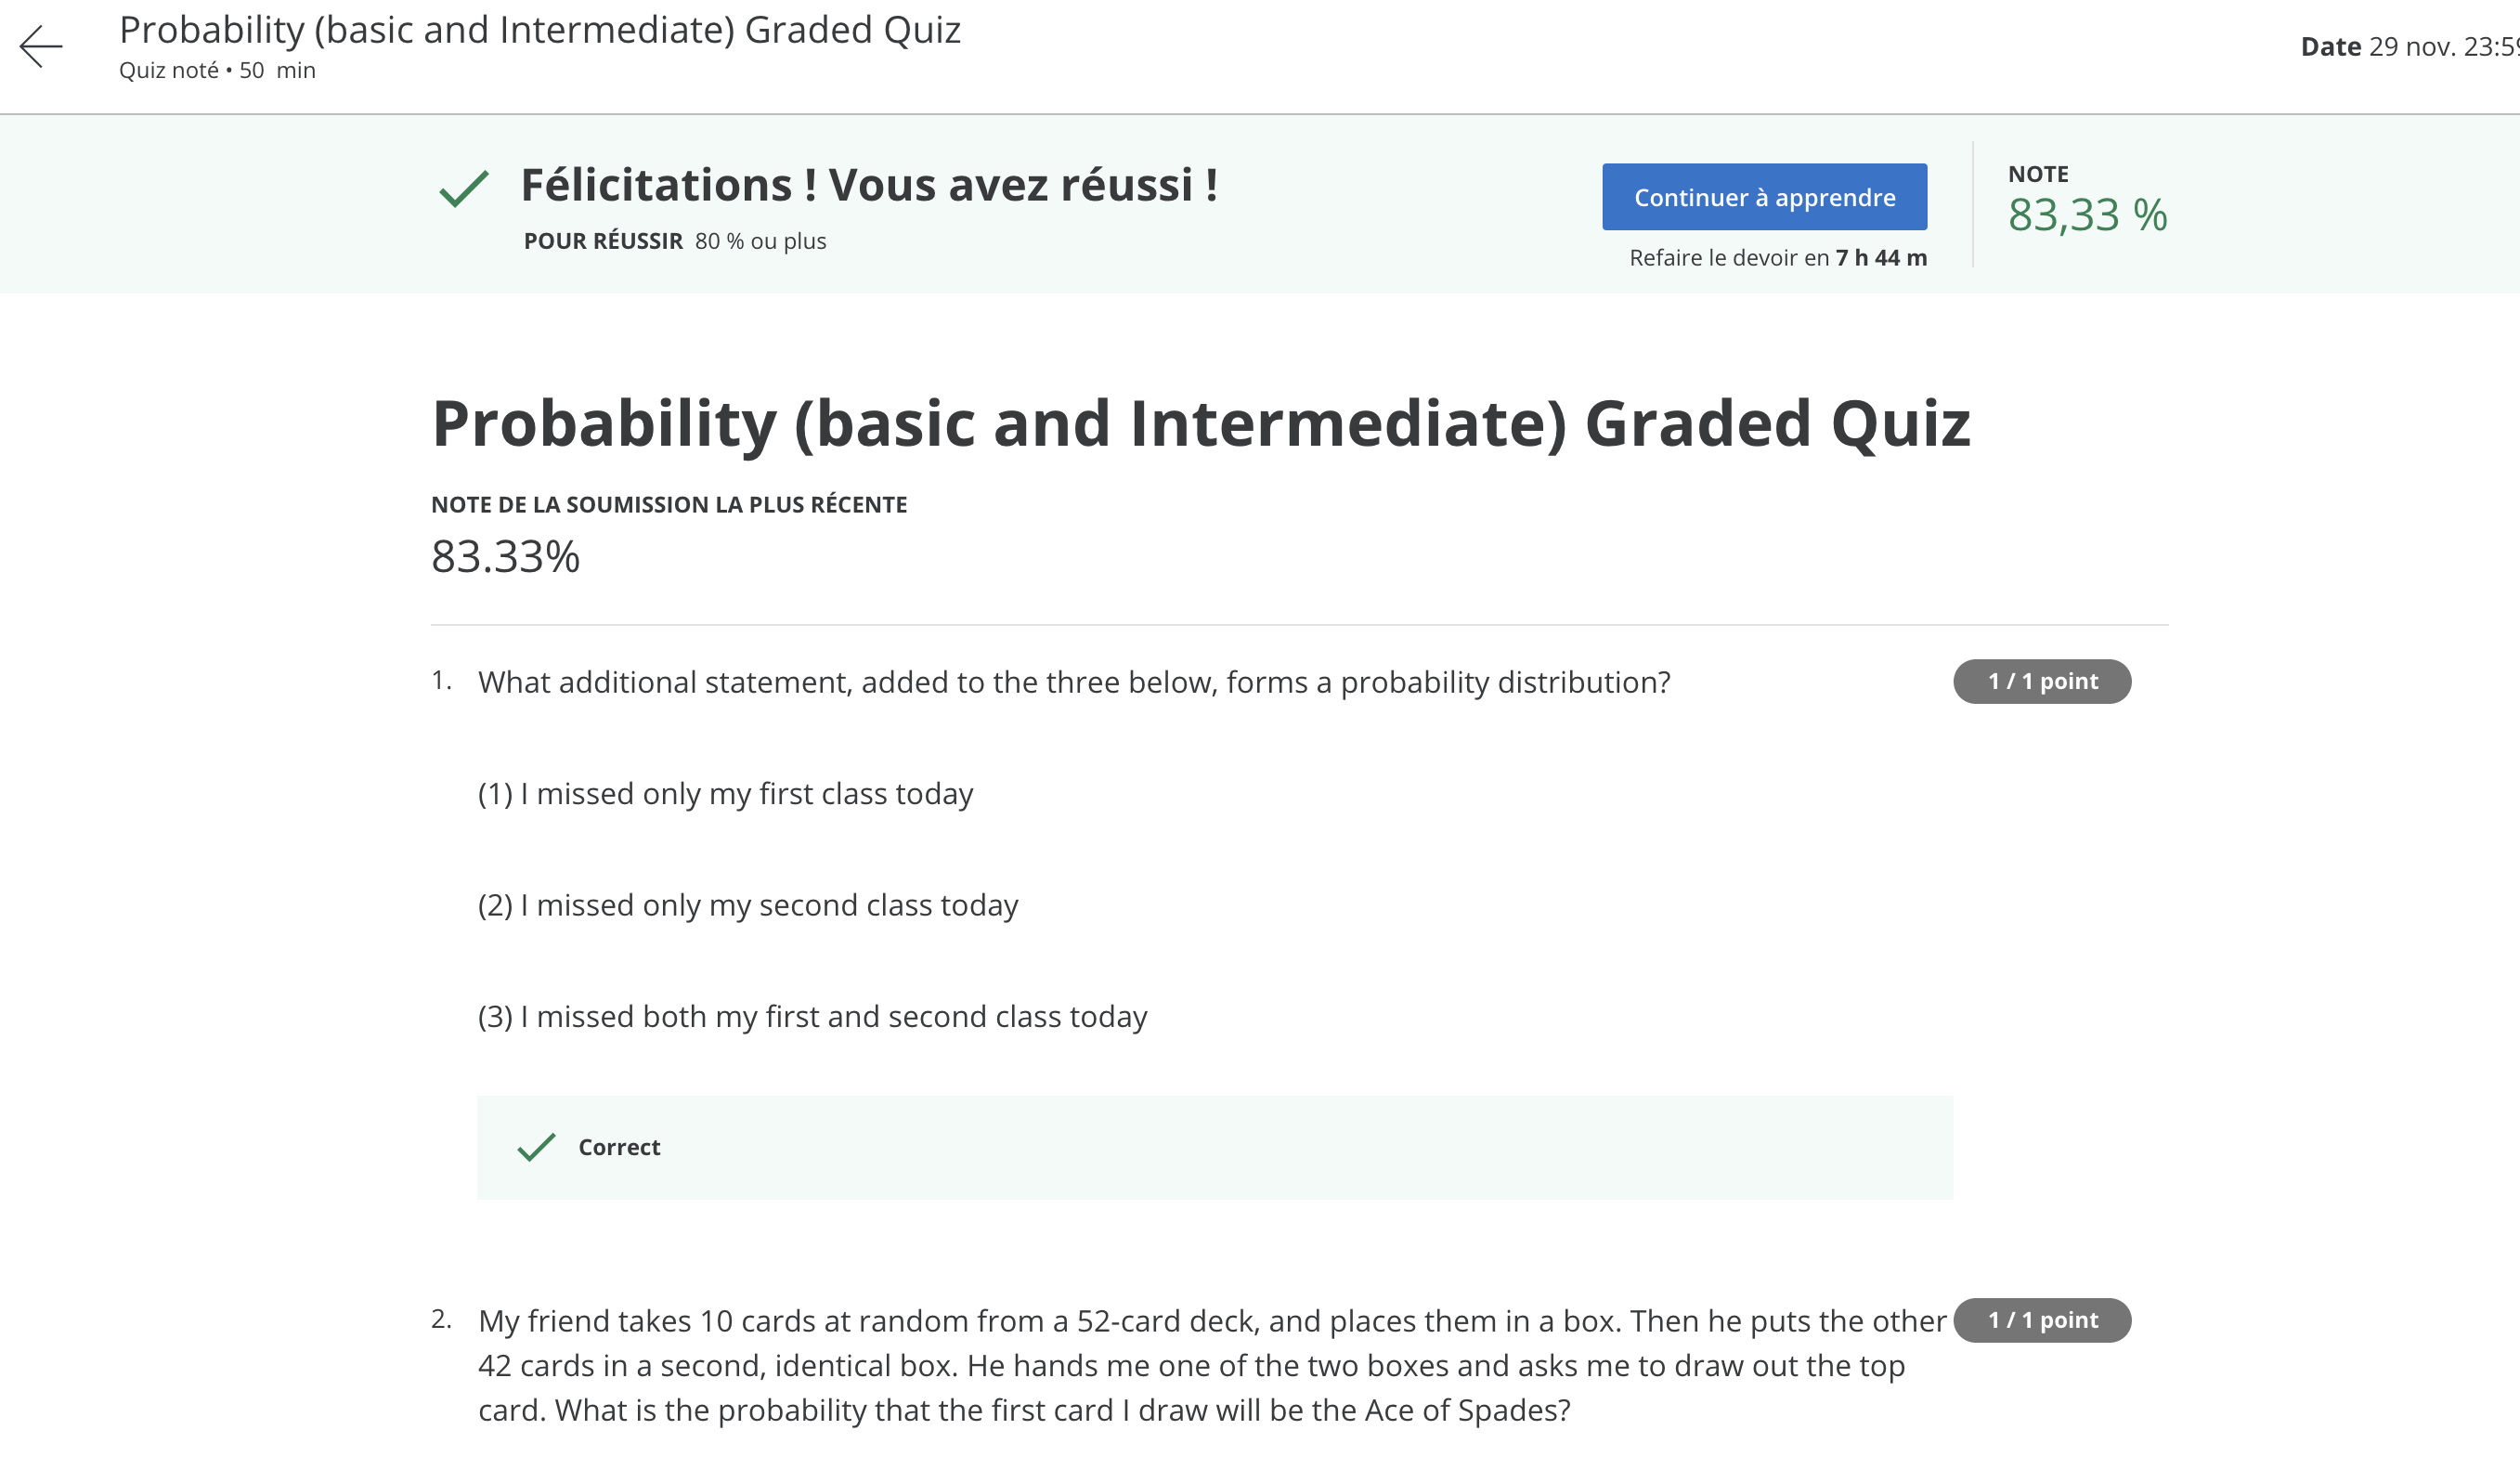 Probability (basic and Intermediate) Graded Quiz
Quiz noté • 50 min
Date 29 nov. 23:59
Félicitations ! Vous avez réussi !
POUR RÉUSSIR 80 % ou plus
Continuer à apprendre
Refaire le devoir en 7 h 44 m
NOTE
83,33 %
Probability (basic and Intermediate) Graded Quiz
NOTE DE LA SOUMISSION LA PLUS RÉCENTE
83.33%
1. What additional statement, added to the three below, forms a probability distribution?
1 / 1 point
(1) I missed only my first class today
(2) I missed only my second class today
(3) I missed both my first and second class today
Correct
2. My friend takes 10 cards at random from a 52-card deck, and places them in a box. Then he puts the other
1 / 1 point
42 cards in a second, identical box. He hands me one of the two boxes and asks me to draw out the top
card. What is the probability that the first card I draw will be the Ace of Spades?